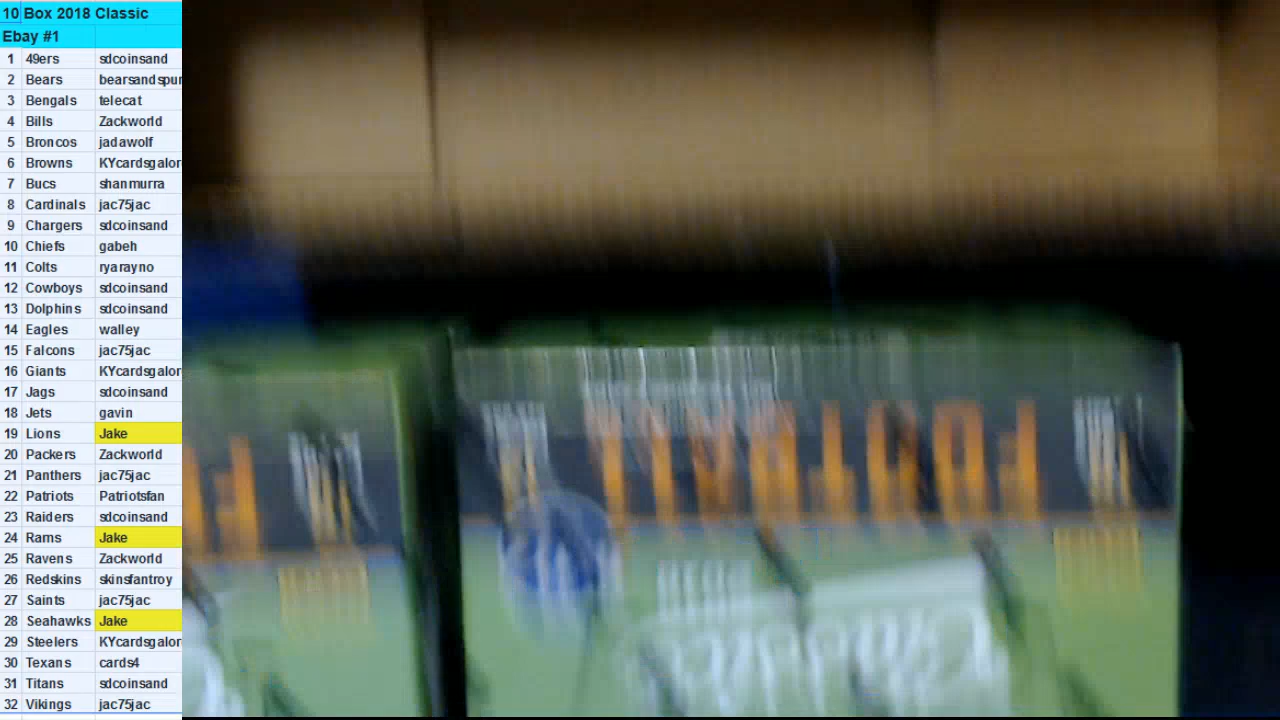 10 Box 2018 Classic
Ebay #1
1 49ers sdcoinsand
2 Bears bearsandspur
3 Bengals telecat
4 Bills Zackworld
5 Broncos jadawolf
6 Browns KYcardsgalor
7 Bucs shanmurra
8 Cardinals jac75jac
9 Chargers sdcoinsand
10 Chiefs gabeh
11 Colts ryarayno
12 Cowboys sdcoinsand
13 Dolphins sdcoinsand
14 Eagles walley
15 Falcons jac75jac
16 Giants KYcardsgalor
17 Jags sdcoinsand
18 Jets gavin
19 Lions Jake
20 Packers Zackworld
21 Panthers jac75jac
22 Patriots Patriotsfan
23 Raiders sdcoinsand
24 Rams Jake
25 Ravens Zackworld
26 Redskins skinsfantroy
27 Saints jac75jac
28 Seahawks Jake
29 Steelers KYcardsgalor
30 Texans cards4
31 Titans sdcoinsand
32 Vikings jac75jac